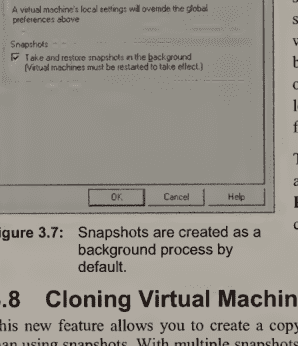 A virtual machine's local settings will override the global
preferences above
Snapshots
Take and restore snapshots in the background
(Virtual machines must be restarted to take effect.)
OK
Cancel
Help
igure 3.7: Snapshots are created as a
background process by
default.
.8 Cloning Virtual Machin
his new feature allows you to create a copy
an using snapshots. With multiple snapshots